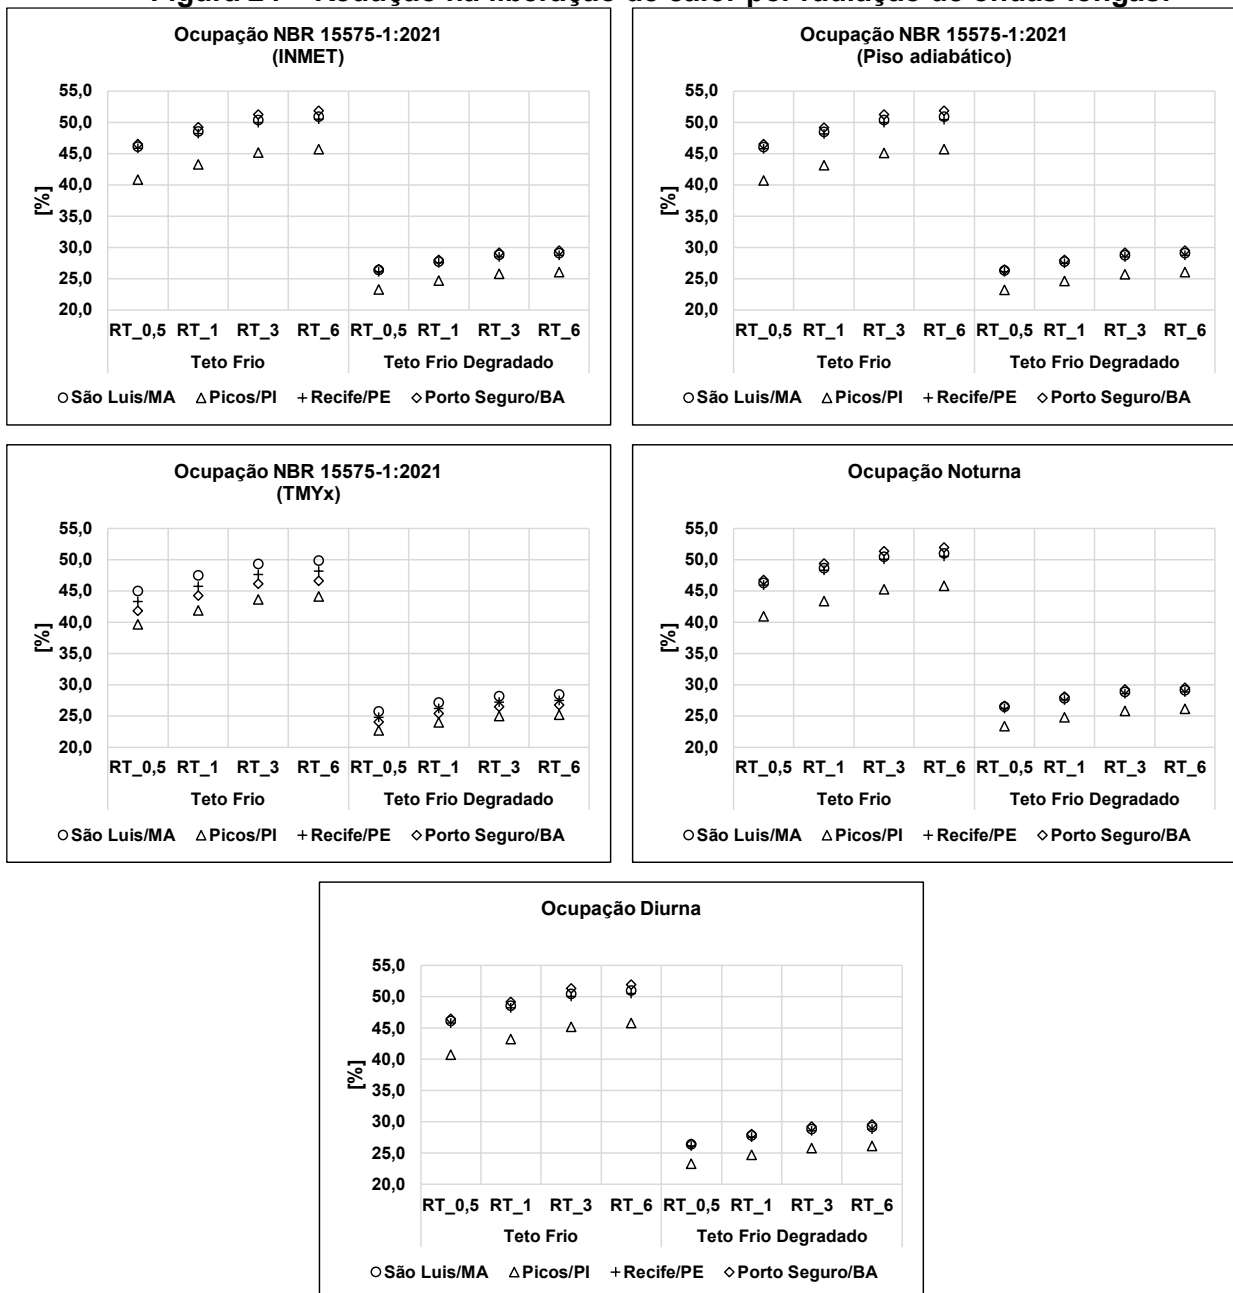 Figura 24 – Redução na liberação de calor por radiação de ondas longas.
Ocupação NBR 15575-1:2021
(INMET)
55,0
50,0
45,0
40,0
35,0
30,0
25,0
20,0
[%]
RT_0,5 RT_1 RT_3 RT_6 RT_0,5 RT_1 RT_3 RT_6
Teto Frio Teto Frio Degradado
São Luis/MA Picos/PI Recife/PE Porto Seguro/BA
Ocupação NBR 15575-1:2021
(Piso adiabático)
55,0
50,0
45,0
40,0
35,0
30,0
25,0
20,0
[%]
RT_0,5 RT_1 RT_3 RT_6 RT_0,5 RT_1 RT_3 RT_6
Teto Frio Teto Frio Degradado
São Luis/MA Picos/PI Recife/PE Porto Seguro/BA
Ocupação NBR 15575-1:2021
(TMYx)
55,0
50,0
45,0
40,0
35,0
30,0
25,0
20,0
[%]
RT_0,5 RT_1 RT_3 RT_6 RT_0,5 RT_1 RT_3 RT_6
Teto Frio Teto Frio Degradado
São Luis/MA Picos/PI Recife/PE Porto Seguro/BA
Ocupação Noturna
55,0
50,0
45,0
40,0
35,0
30,0
25,0
20,0
[%]
RT_0,5 RT_1 RT_3 RT_6 RT_0,5 RT_1 RT_3 RT_6
Teto Frio Teto Frio Degradado
São Luis/MA Picos/PI Recife/PE Porto Seguro/BA
Ocupação Diurna
55,0
50,0
45,0
40,0
35,0
30,0
25,0
20,0
[%]
RT_0,5 RT_1 RT_3 RT_6 RT_0,5 RT_1 RT_3 RT_6
Teto Frio Teto Frio Degradado
São Luis/MA Picos/PI Recife/PE Porto Seguro/BA